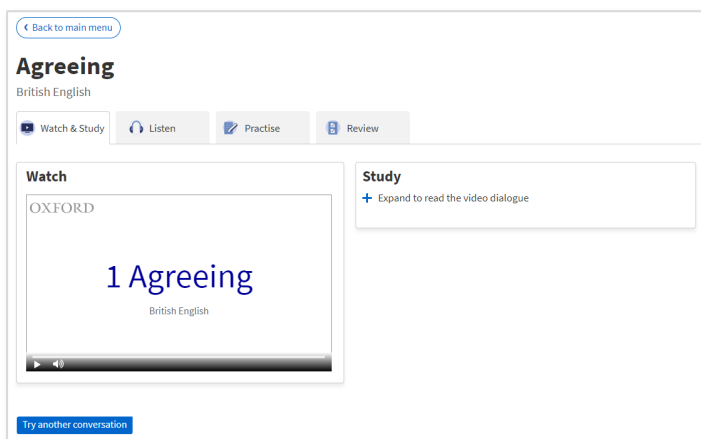 Back to main menu
Agreeing
British English
Watch & Study
Listen
Practise
Review
Watch
OXFORD
1 Agreeing
British English
Study
Expand to read the video dialogue
Try another conversation